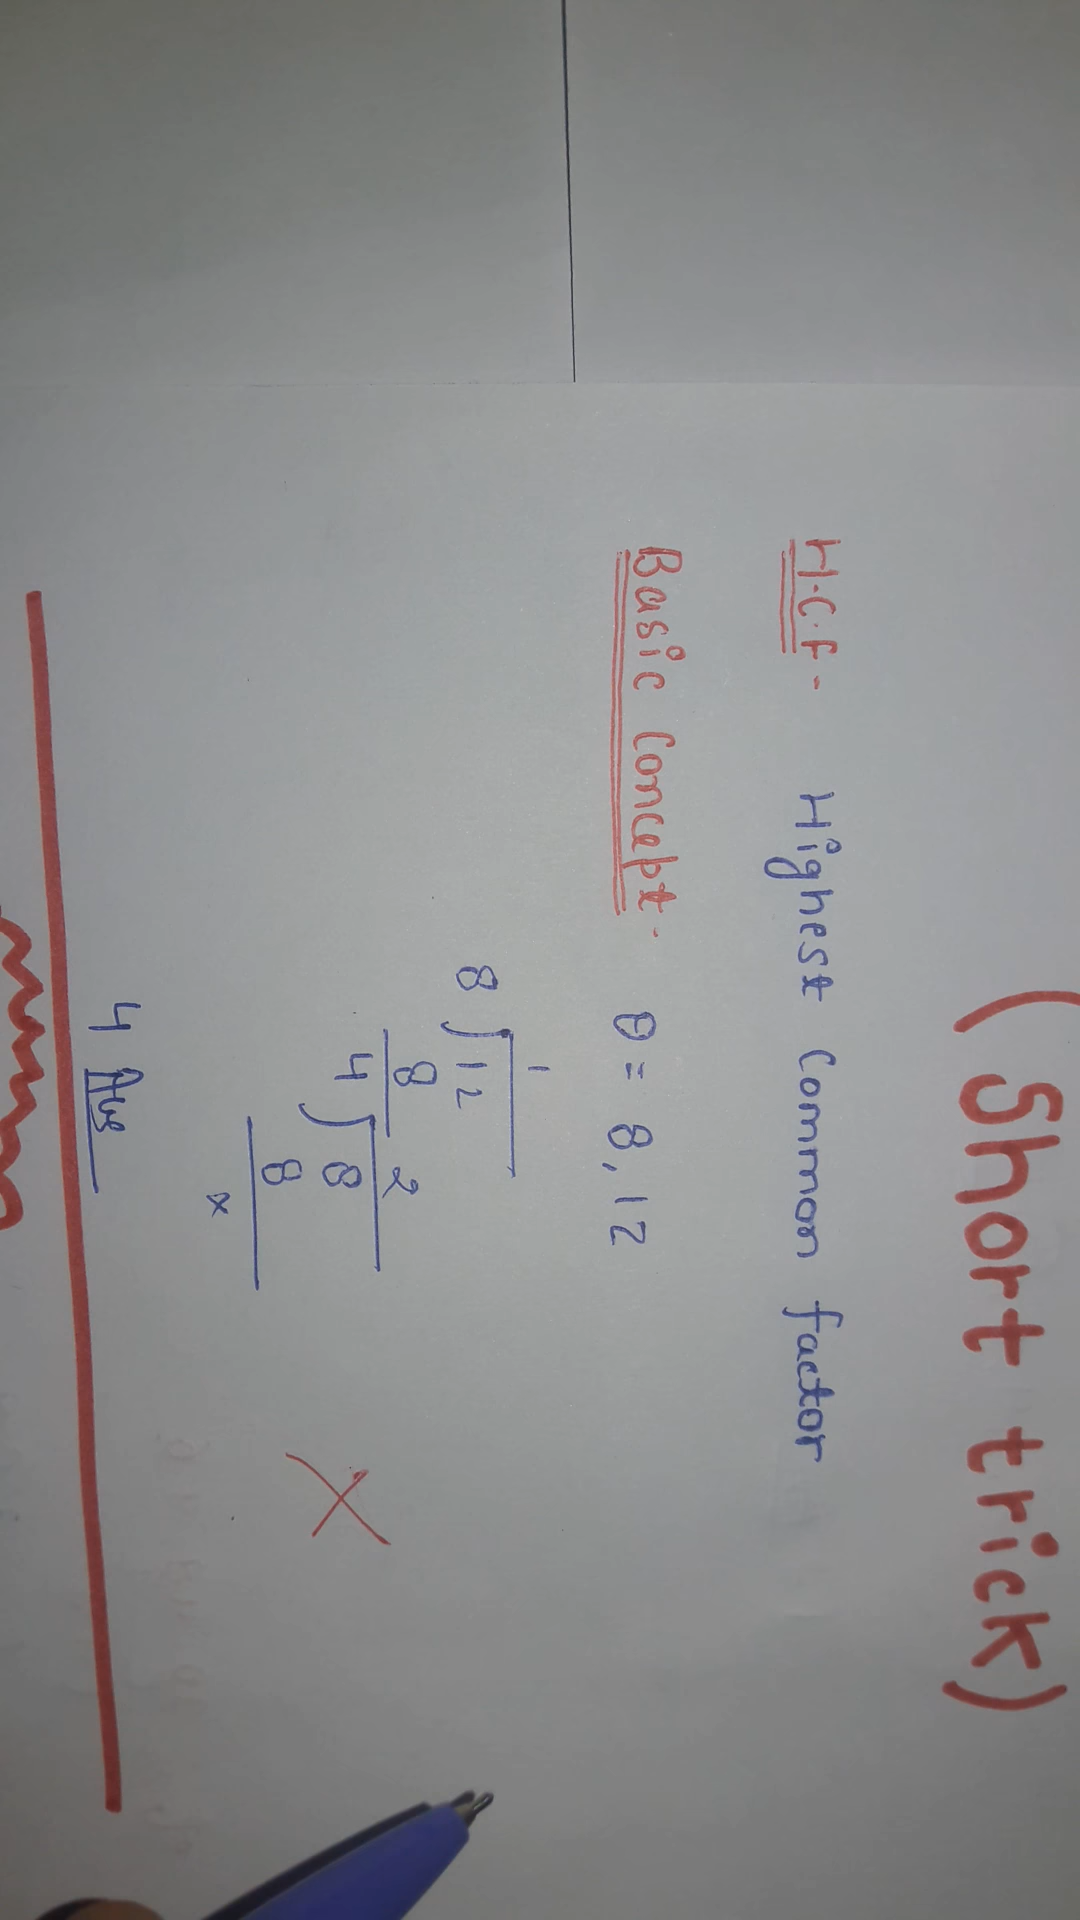 (Short trick)
H.C.F- Highest Common factor
Basic Concept- θ = 8, 12
1
8 ) 12
8
2
4 ) 8
8
×
4 Ans